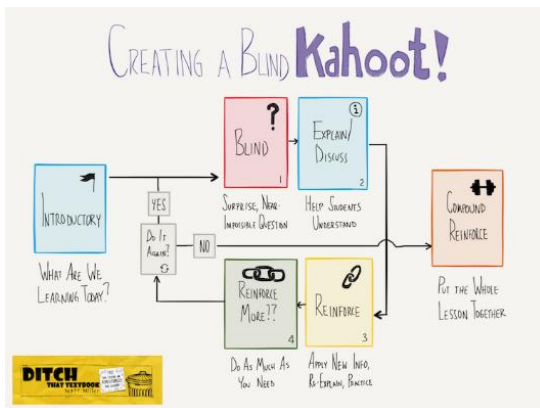 CREATING A BLIND Kahoot!
INTRODUCTORY
WHAT ARE WE
LEARNING TODAY?
YES
DO IT
AGAIN?
NO
?
BLIND
1
SURPRISE, NEAR-
IMPOSSIBLE QUESTION
i
EXPLAIN/
DISCUSS
2
HELP STUDENTS
UNDERSTAND
REINFORCE
3
APPLY NEW INFO,
RE-EXPLAIN, PRACTICE
REINFORCE
MORE??
4
DO AS MUCH AS
YOU NEED
COMPOUND
REINFORCE
PUT THE WHOLE
LESSON TOGETHER
DITCH
THAT TEXTBOOK